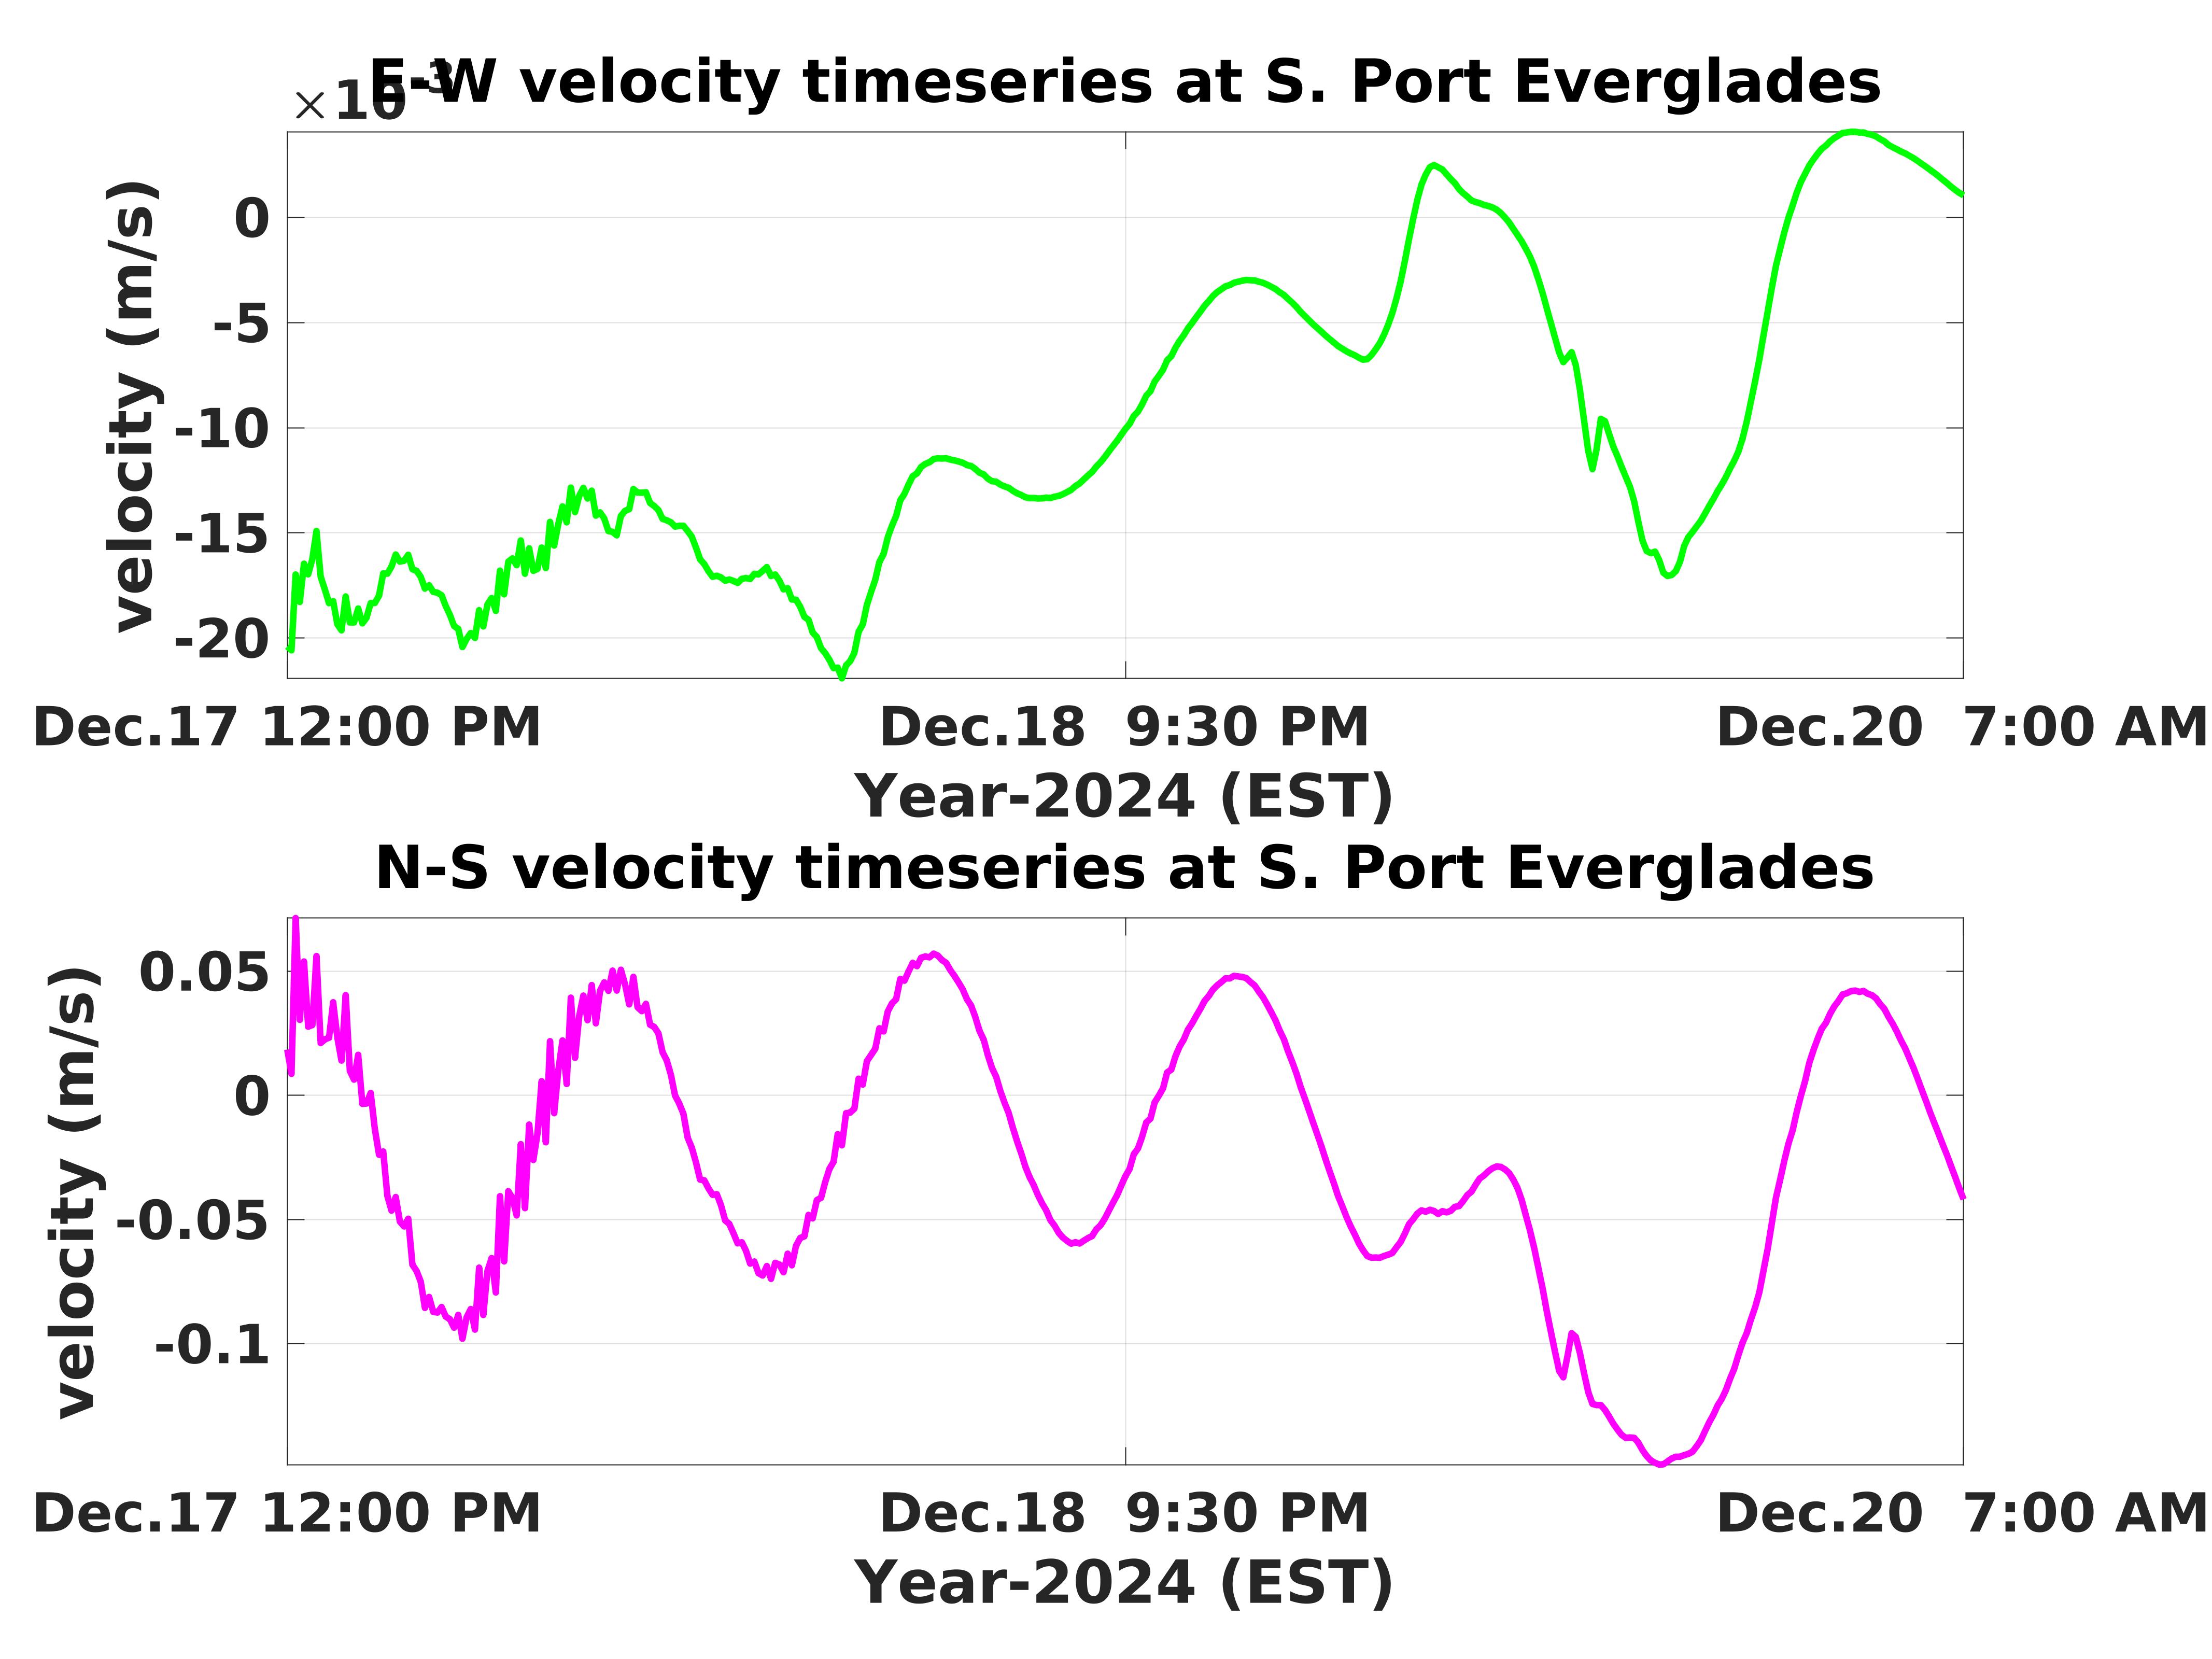 E-W velocity timeseries at S. Port Everglades
×10-3
velocity (m/s)
0
-5
-10
-15
-20
Dec.17 12:00 PM Dec.18 9:30 PM Dec.20 7:00 AM
Year-2024 (EST)
N-S velocity timeseries at S. Port Everglades
velocity (m/s)
0.05
0
-0.05
-0.1
Dec.17 12:00 PM Dec.18 9:30 PM Dec.20 7:00 AM
Year-2024 (EST)